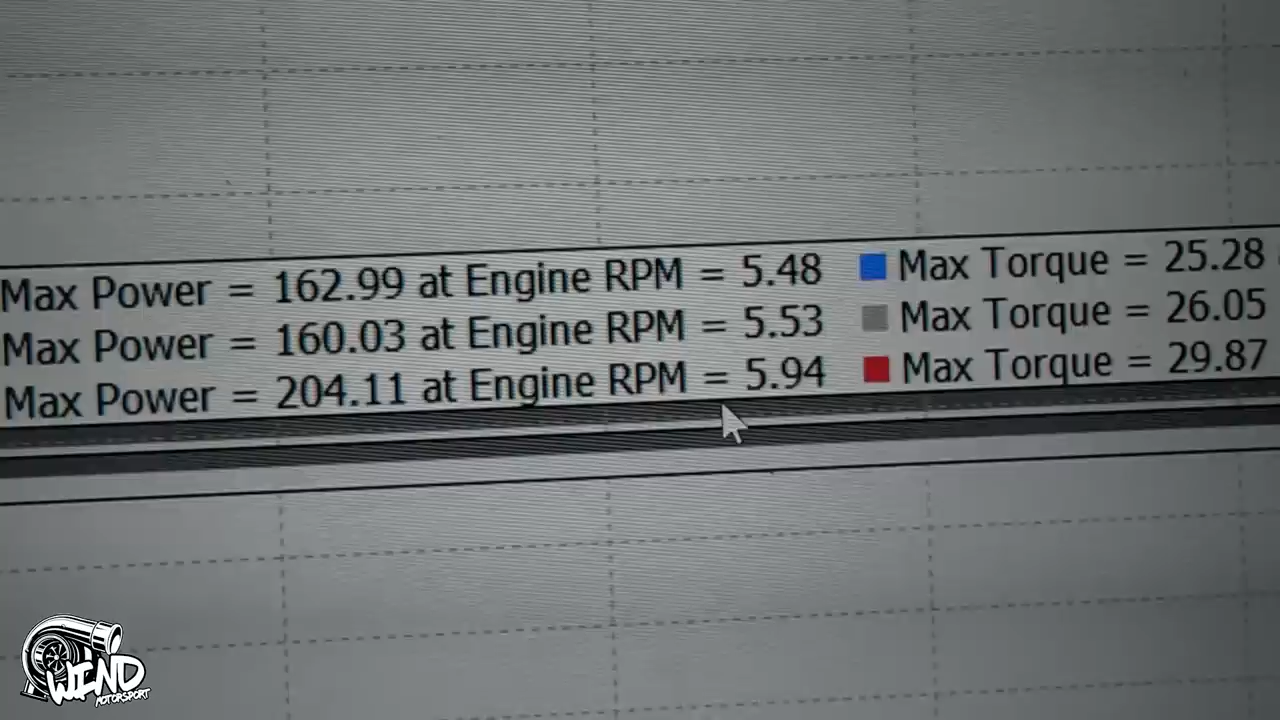 Max Power = 162.99 at Engine RPM = 5.48 Max Torque = 25.28
Max Power = 160.03 at Engine RPM = 5.53 Max Torque = 26.05
Max Power = 204.11 at Engine RPM = 5.94 Max Torque = 29.87
WIND
MOTORSPORT